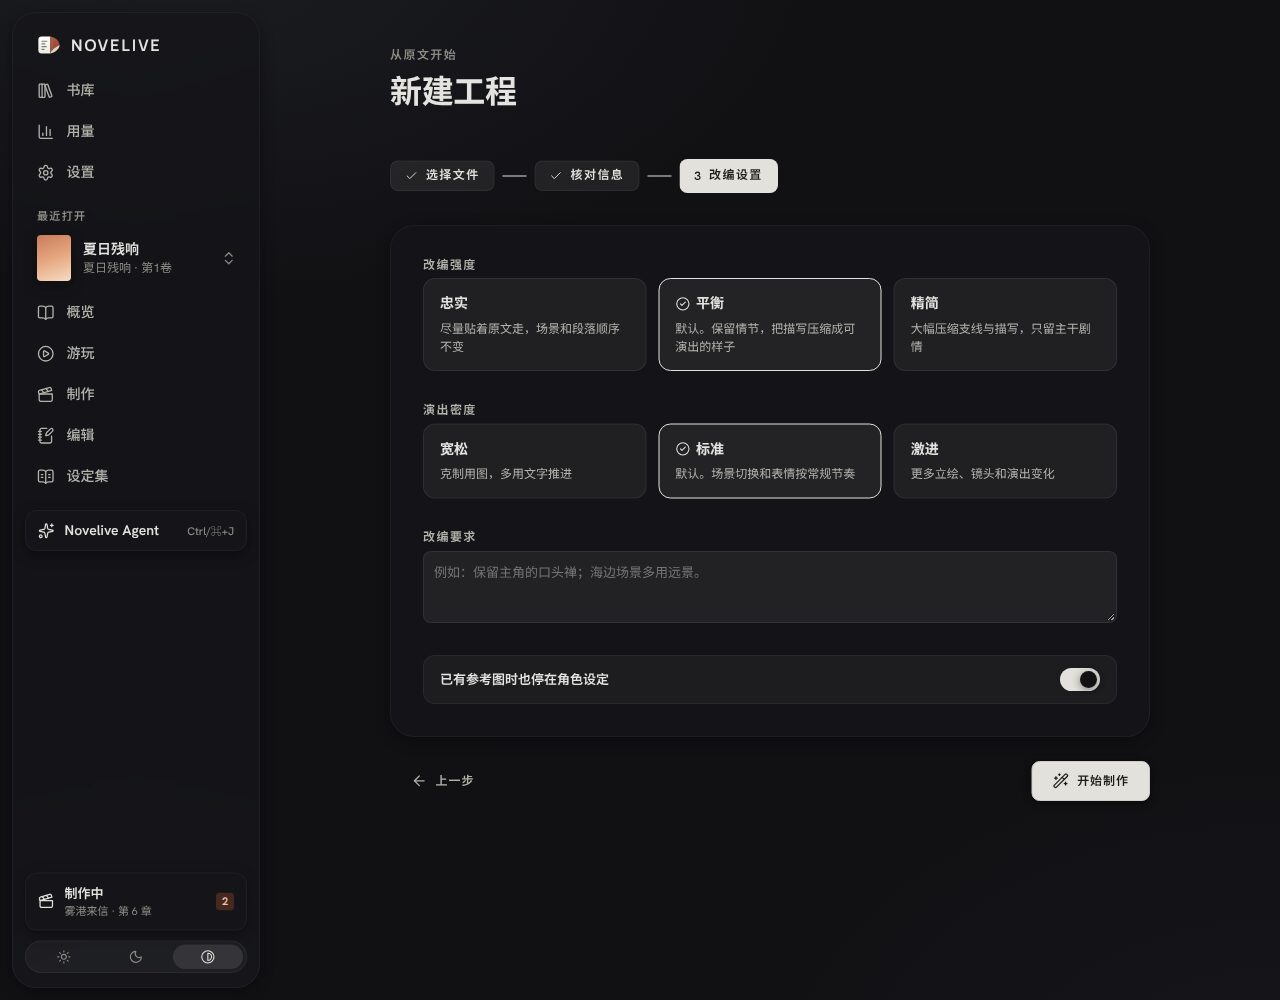 NOVELIVE
书库
用量
设置
最近打开
夏日残响
夏日残响 · 第1卷
概览
游玩
制作
编辑
设定集
Novelive Agent Ctrl/⌘+J
制作中
雾港来信 · 第 6 章
2
从原文开始
新建工程
选择文件
核对信息
3 改编设置
改编强度
忠实
尽量贴着原文走，场景和段落顺序
不变
平衡
默认。保留情节，把描写压缩成可
演出的样子
精简
大幅压缩支线与描写，只留主干剧
情
演出密度
宽松
克制用图，多用文字推进
标准
默认。场景切换和表情按常规节奏
激进
更多立绘、镜头和演出变化
改编要求
例如：保留主角的口头禅；海边场景多用远景。
已有参考图时也停在角色设定
上一步
开始制作